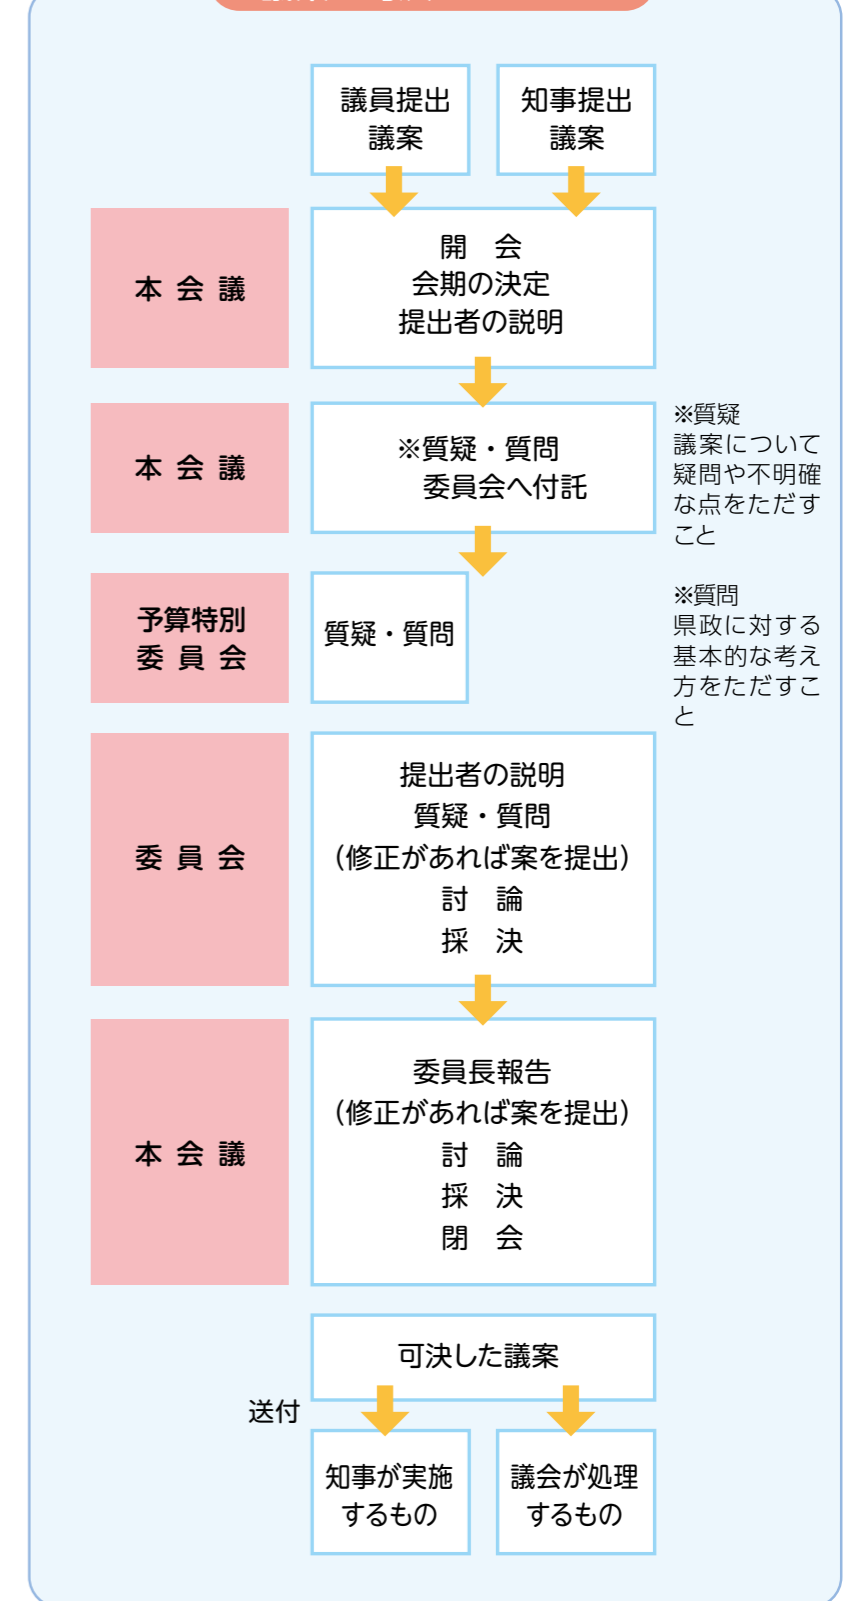 議員提出
議案
知事提出
議案
本会議
開　会
会期の決定
提出者の説明
本会議
※質疑・質問
委員会へ付託
※質疑
議案について
疑問や不明確
な点をただす
こと
予算特別
委員会
質疑・質問
※質問
県政に対する
基本的な考え
方をただすこ
と
委員会
提出者の説明
質疑・質問
（修正があれば案を提出）
討　論
採　決
本会議
委員長報告
（修正があれば案を提出）
討　論
採　決
閉　会
可決した議案
送付
知事が実施
するもの
議会が処理
するもの